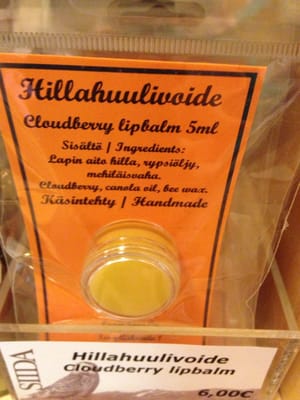 Hillahuulivoide
Cloudberry lipbalm 5ml
Sisältö | Ingredients:
Lapin aito hilla, rypsiöljy,
mehiläisvaha.
Cloudberry, canola oil, bee wax.
Käsintehty | Handmade
SIIDA
Hillahuulivoide
Cloudberry lipbalm
6,00€